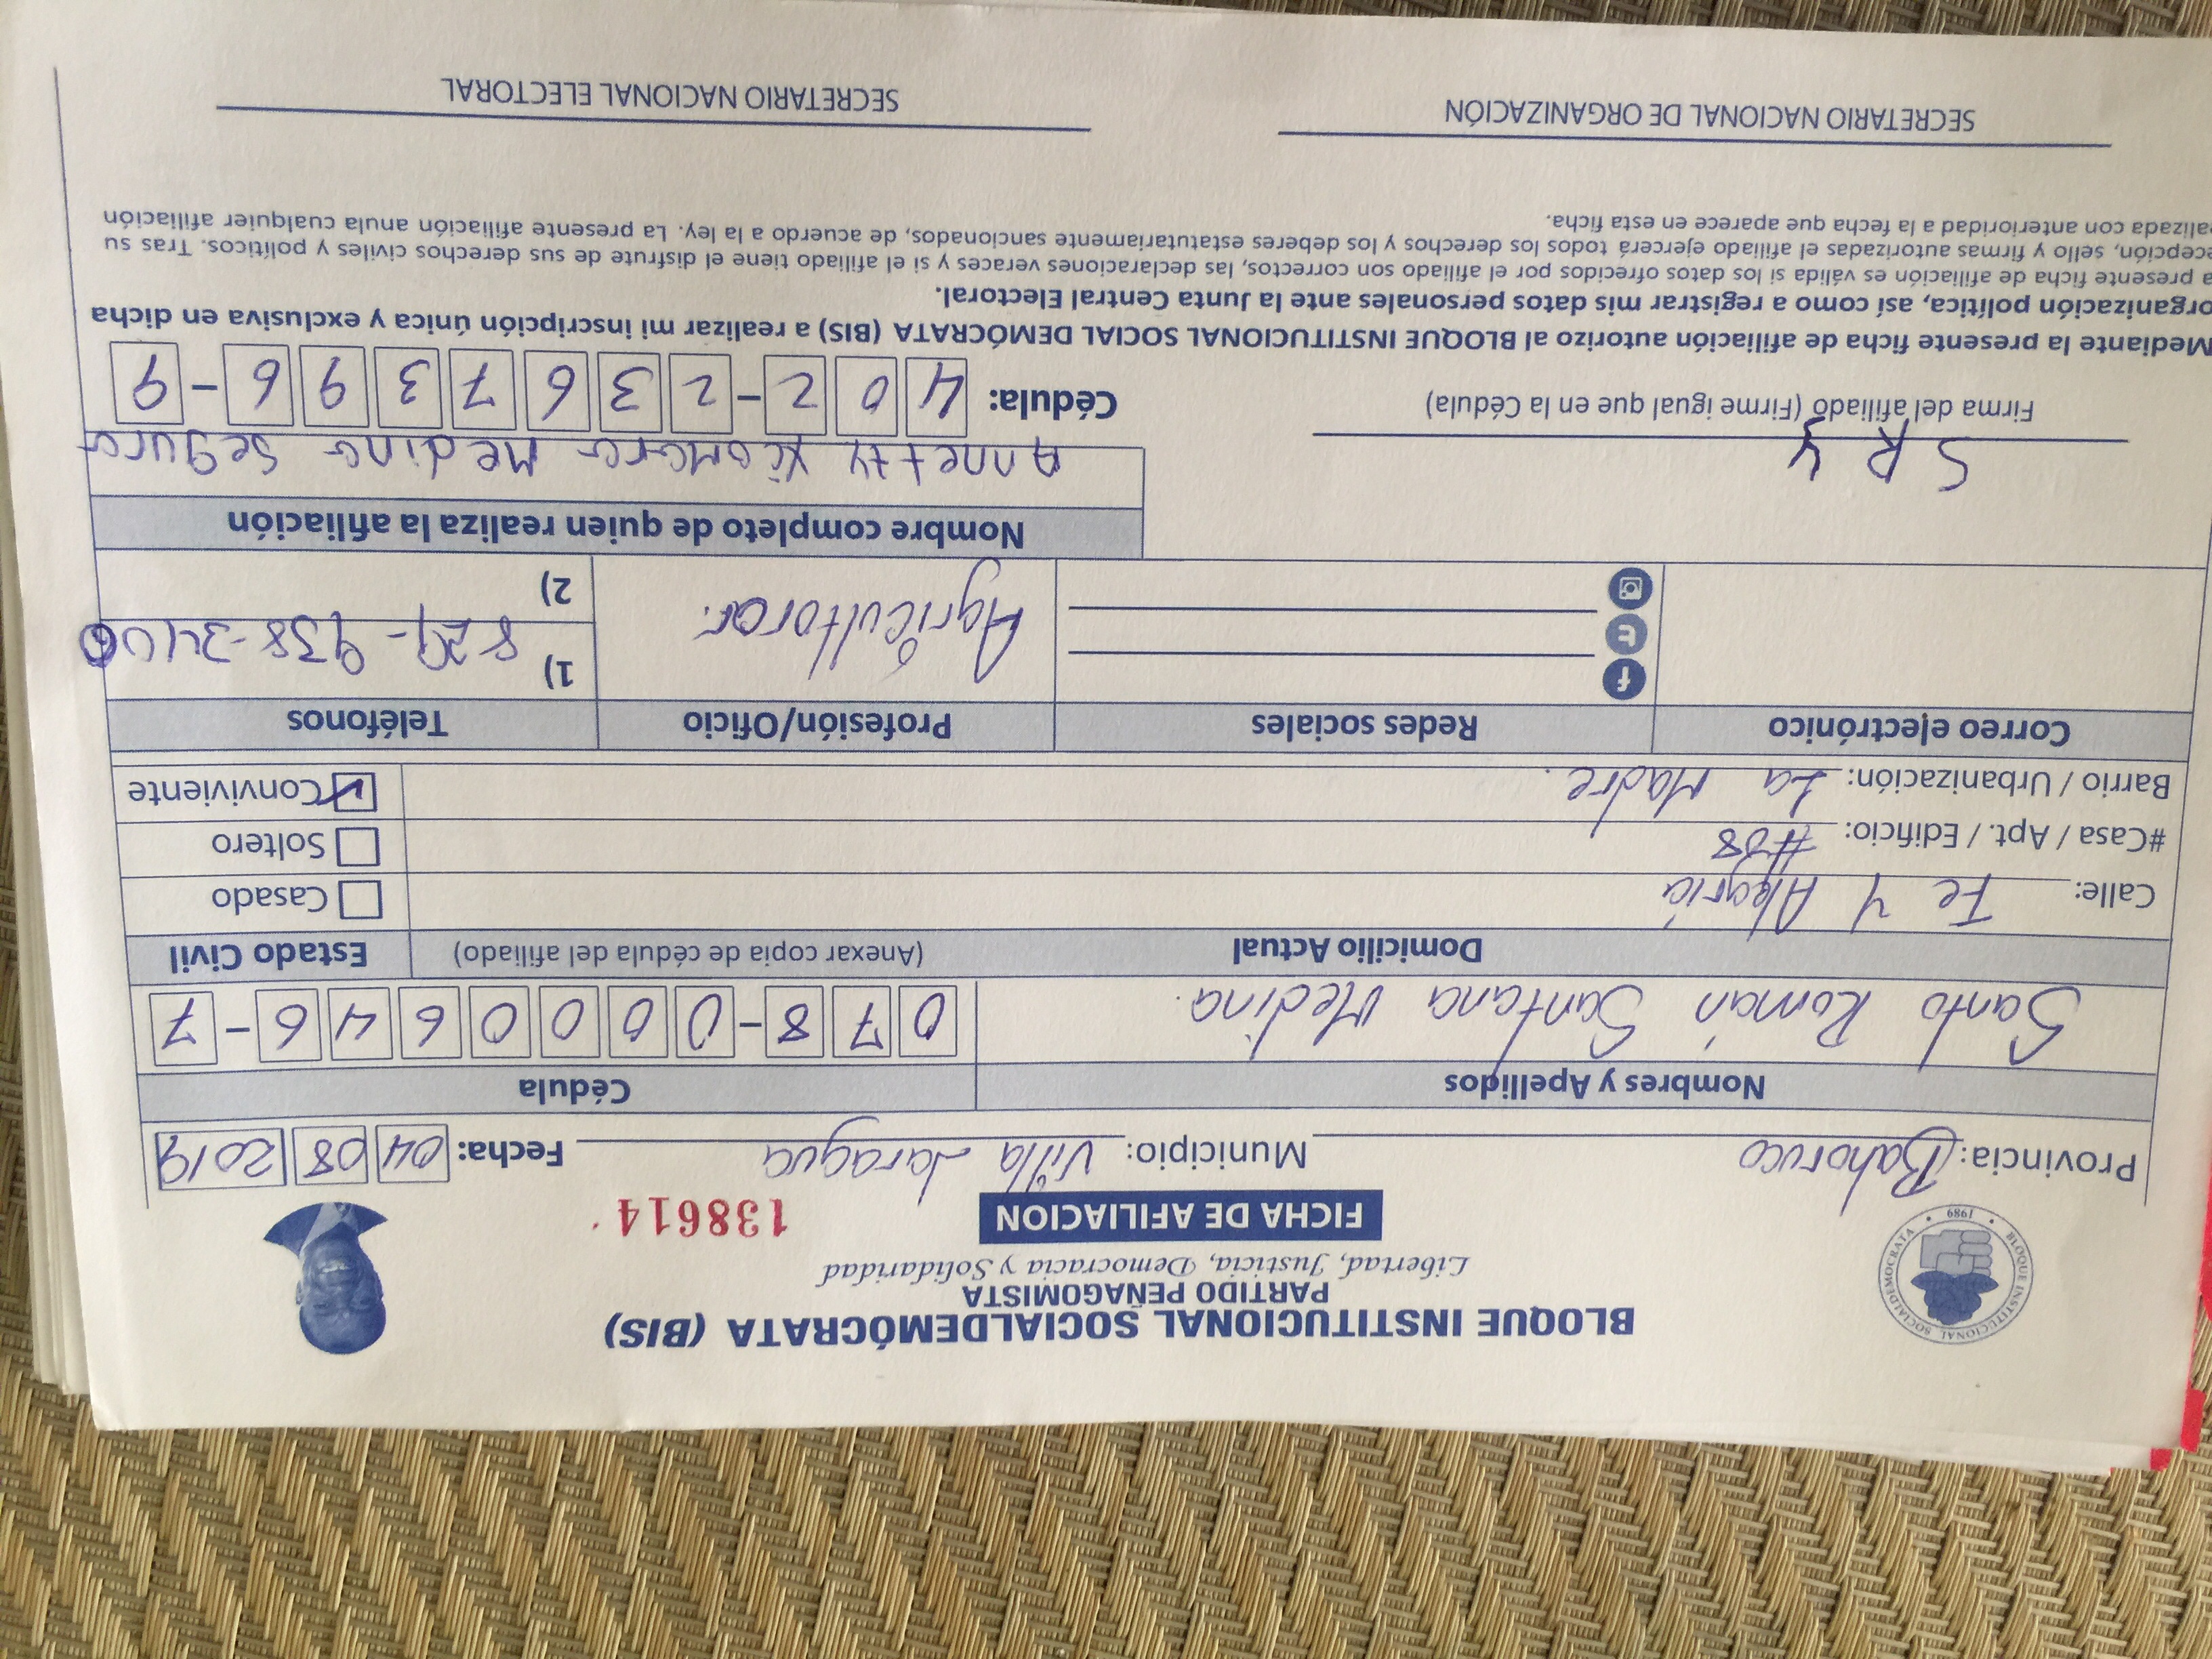 BLOQUE INSTITUCIONAL SOCIALDEMÓCRATA (BIS)
PARTIDO PEÑAGOMISTA
Libertad, Justicia, Democracia y Solidaridad
BLOQUE INSTITUCIONAL SOCIALDEMOCRATA
1989
FICHA DE AFILIACION 138614
Provincia: Bahoruco Municipio: Villa Jaragua Fecha: 04 08 2019
Nombres y Apellidos Cédula
Santo Román Santana Medina. 078-0000646-7
Domicilio Actual (Anexar copia de cédula del afiliado) Estado Civil
Calle: Fe y Alegría Casado
#Casa / Apt. / Edificio: #38 Soltero
Barrio / Urbanización: La Madre. Conviviente
Correo electrónico Redes sociales Profesión/Oficio Teléfonos
Agricultoror. 1) 829-938-
2)
Nombre completo de quien realiza la afiliación
S R Y Annetty Xiomara Medina Segura
Firma del afiliado (Firme igual que en la Cédula) Cédula: 402-2367396-9
Mediante la presente ficha de afiliación autorizo al BLOQUE INSTITUCIONAL SOCIAL DEMÓCRATA (BIS) a realizar mi inscripción única y exclusiva en dicha
organización política, así como a registrar mis datos personales ante la Junta Central Electoral.
a presente ficha de afiliación es válida si los datos ofrecidos por el afiliado son correctos, las declaraciones veraces y si el afiliado tiene el disfrute de sus derechos civiles y políticos. Tras su
ecepción, sello y firmas autorizadas el afiliado ejercerá todos los derechos y los deberes estatutariamente sancionados, de acuerdo a la ley. La presente afiliación anula cualquier afiliación
ealizada con anterioridad a la fecha que aparece en esta ficha.
SECRETARIO NACIONAL DE ORGANIZACIÓN SECRETARIO NACIONAL ELECTORAL